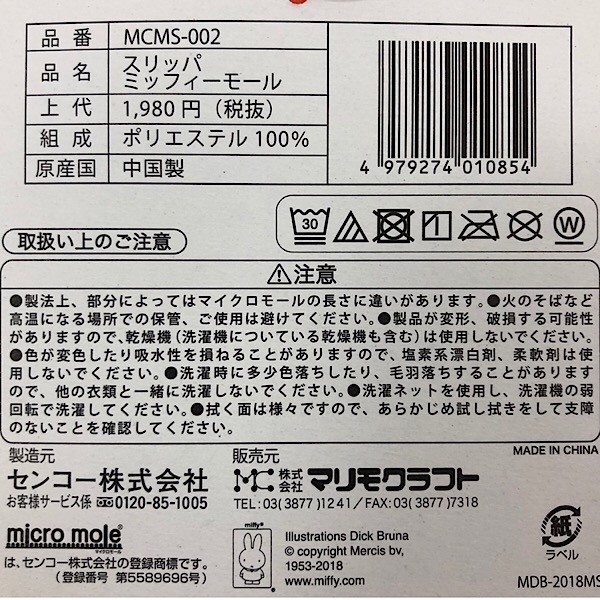 品番 MCMS-002
品名 スリッパ
ミッフィーモール
上代 1,980円（税抜）
組成 ポリエステル100%
原産国 中国製
4 979274 010854
30
W
取扱い上のご注意
⚠注意
●製法上、部分によってはマイクロモールの長さに違いがあります。●火のそばなど
高温になる場所での保管、ご使用は避けてください。●製品が変形、破損する可能性
がありますので、乾燥機（洗濯機についている乾燥機も含む）は使用しないでください。
●色が変色したり吸水性を損ねることがありますので、塩素系漂白剤、柔軟剤は使
用しないでください。●洗濯時に多少色落ちしたり、毛羽落ちすることがあります
ので、他の衣類と一緒に洗濯しないでください。●洗濯ネットを使用し、洗濯機の弱
回転で洗濯してください。●拭く面は様々ですので、あらかじめ試し拭きをして支障
のないことを確認してください。
製造元
センコー株式会社
お客様サービス係 0120-85-1005
販売元
MC 株式会社 マリモクラフト
TEL:03(3877)1241/FAX:03(3877)7318
MADE IN CHINA
micro mole®
マイクロモール
は、センコー株式会社の登録商標です。
（登録番号 第5589696号）
miffy®
Illustrations Dick Bruna
© copyright Mercis bv,
1953-2018
www.miffy.com
紙
ラベル
MDB-2018MS